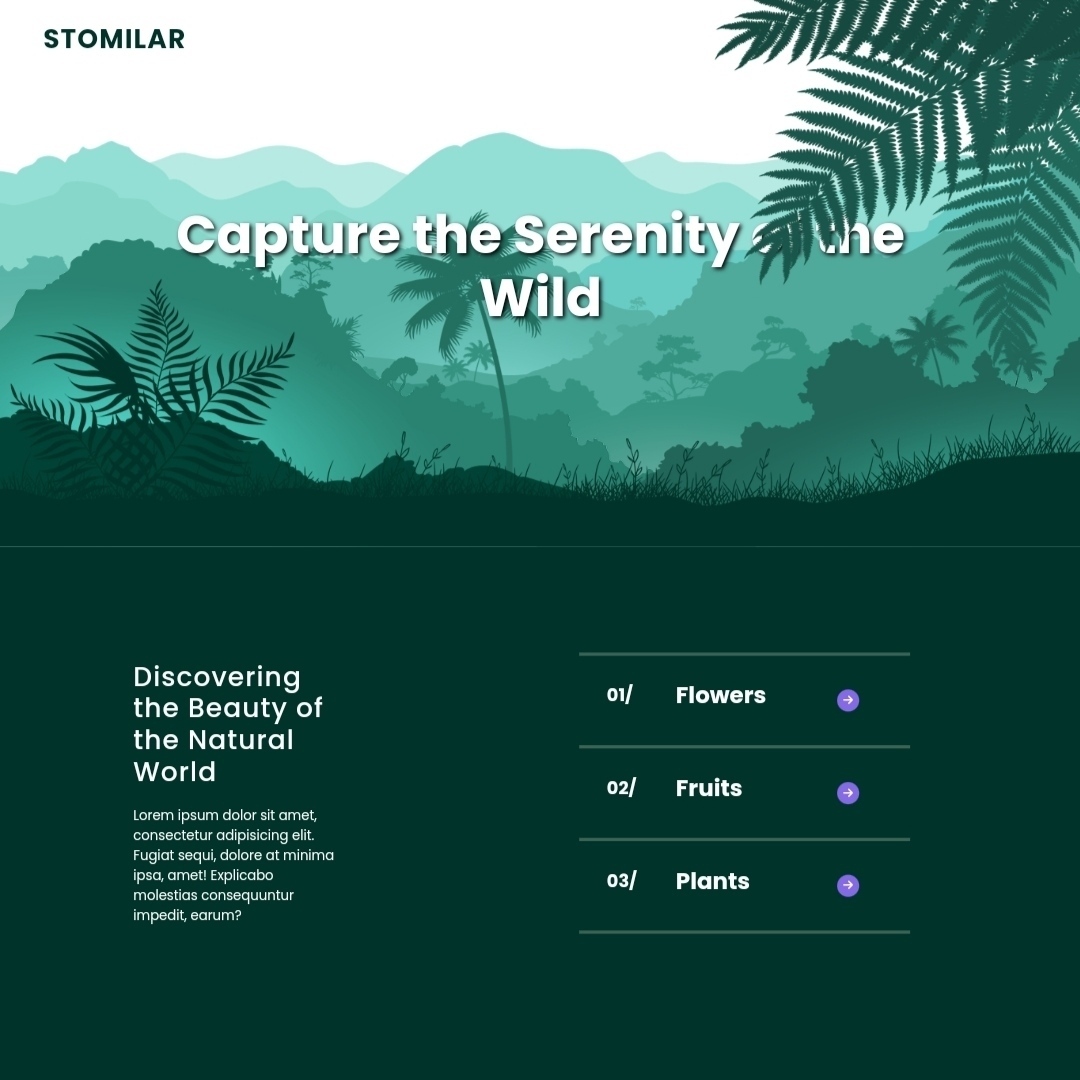 STOMILAR
Capture the Serenity the
Wild
Discovering
the Beauty of
the Natural
World
Lorem ipsum dolor sit amet,
consectetur adipisicing elit.
Fugiat sequi, dolore at minima
ipsa, amet! Explicabo
molestias consequuntur
impedit, earum?
01/ Flowers
02/ Fruits
03/ Plants